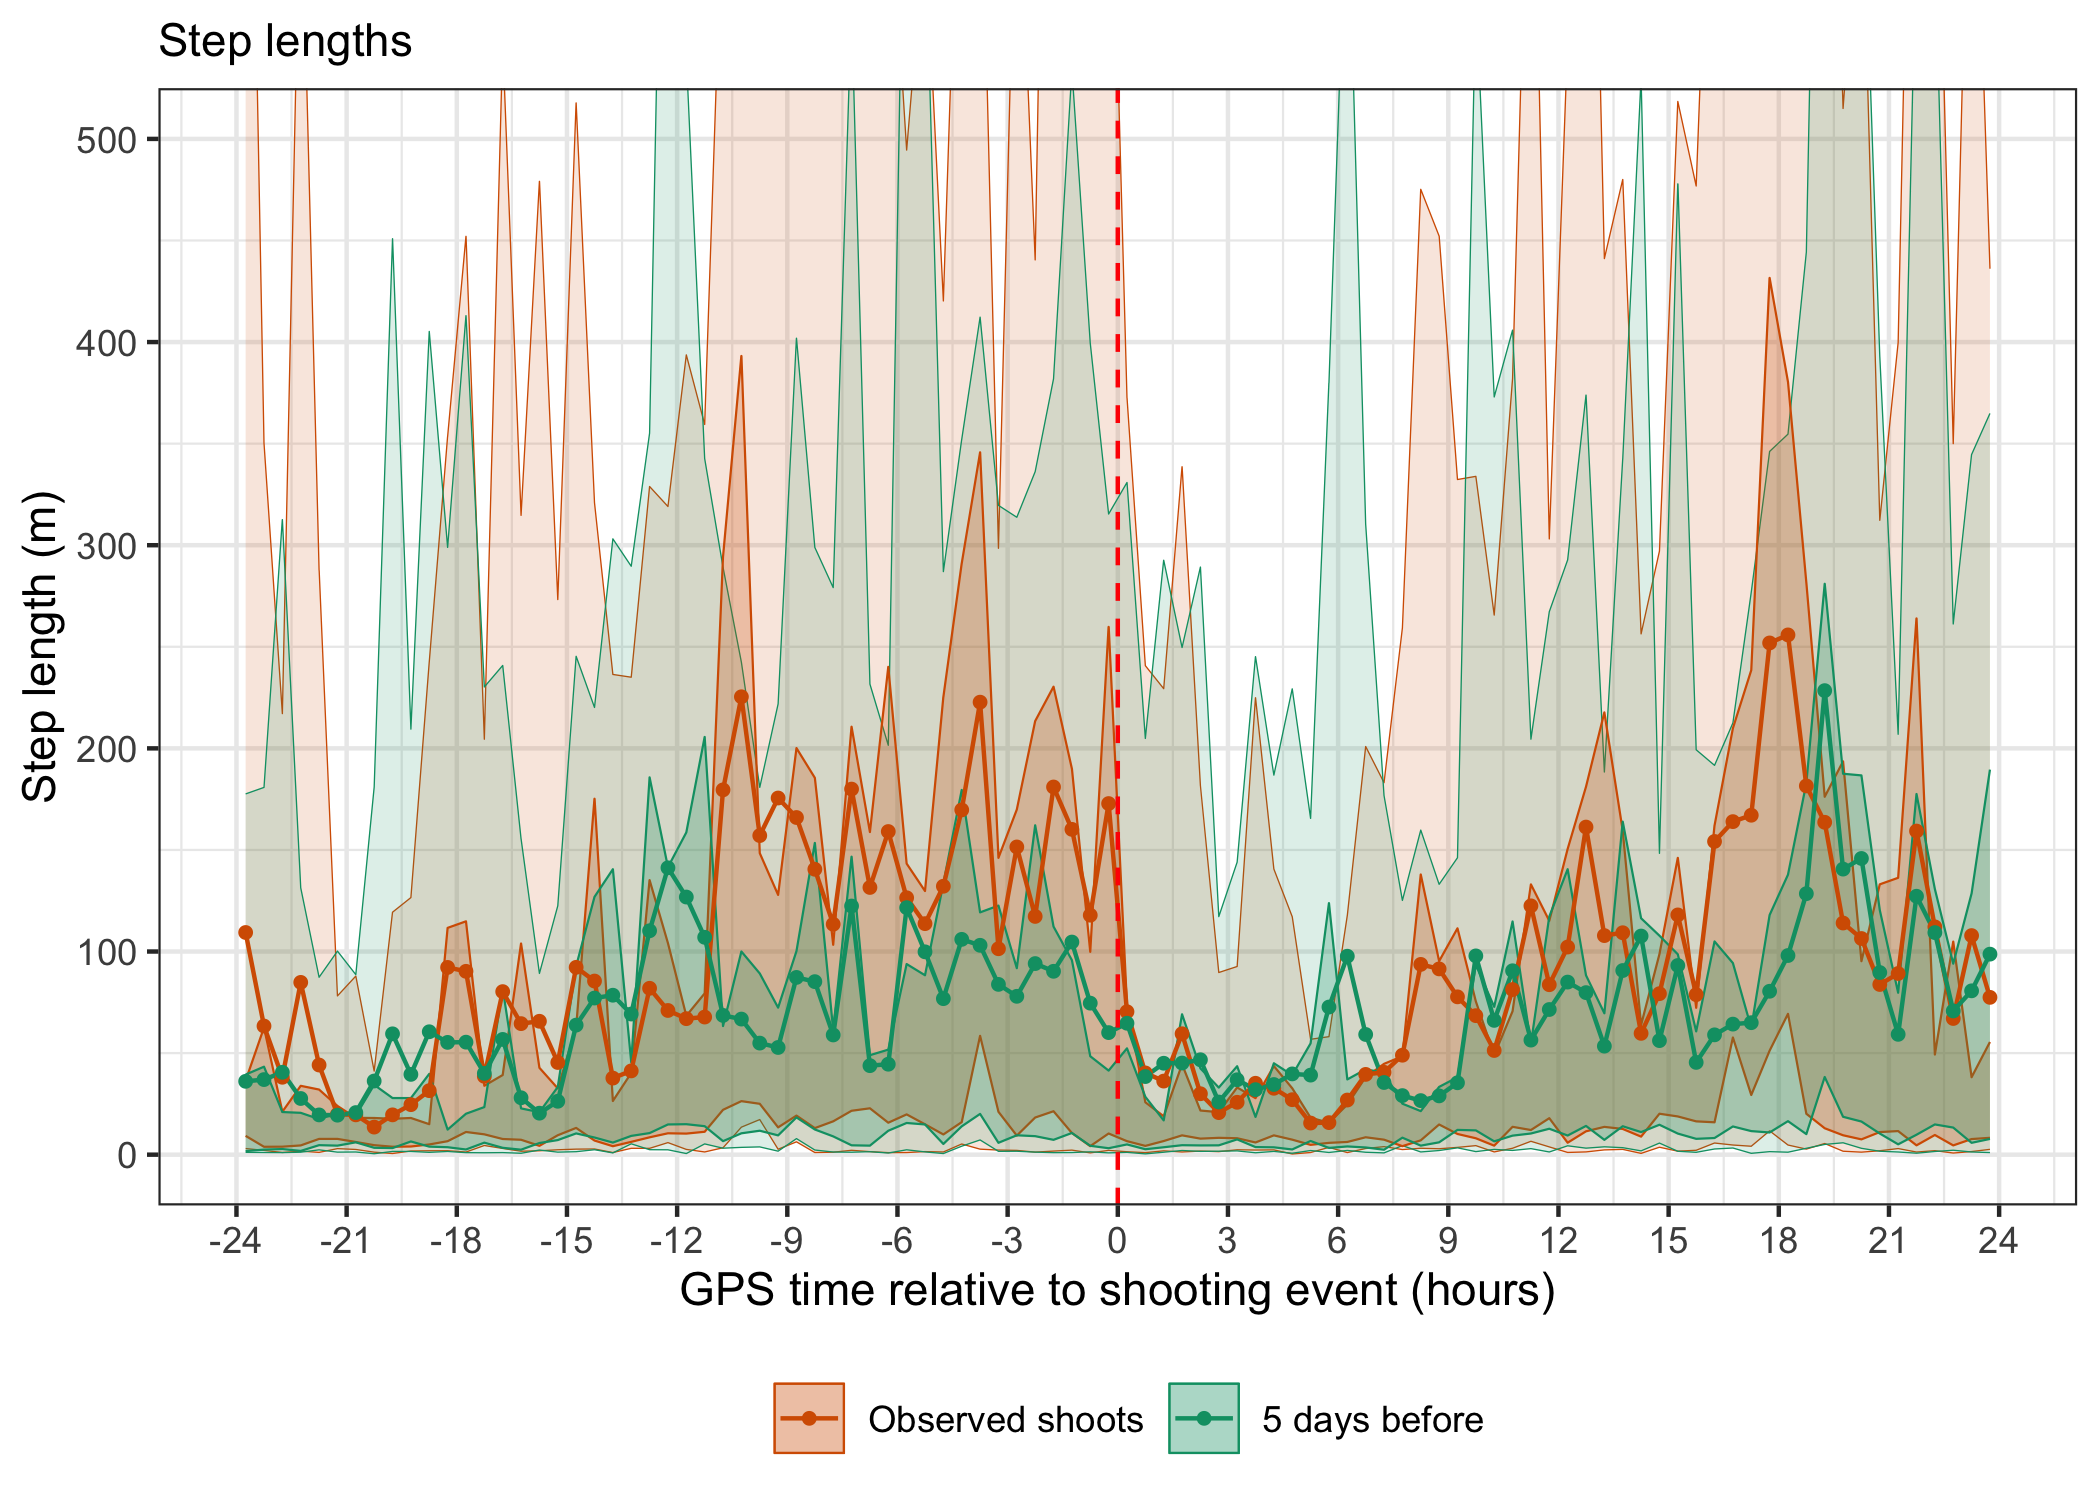 Step lengths
Step length (m)
500
400
300
200
100
0
-24 -21 -18 -15 -12 -9 -6 -3 0 3 6 9 12 15 18 21 24
GPS time relative to shooting event (hours)
Observed shoots 5 days before